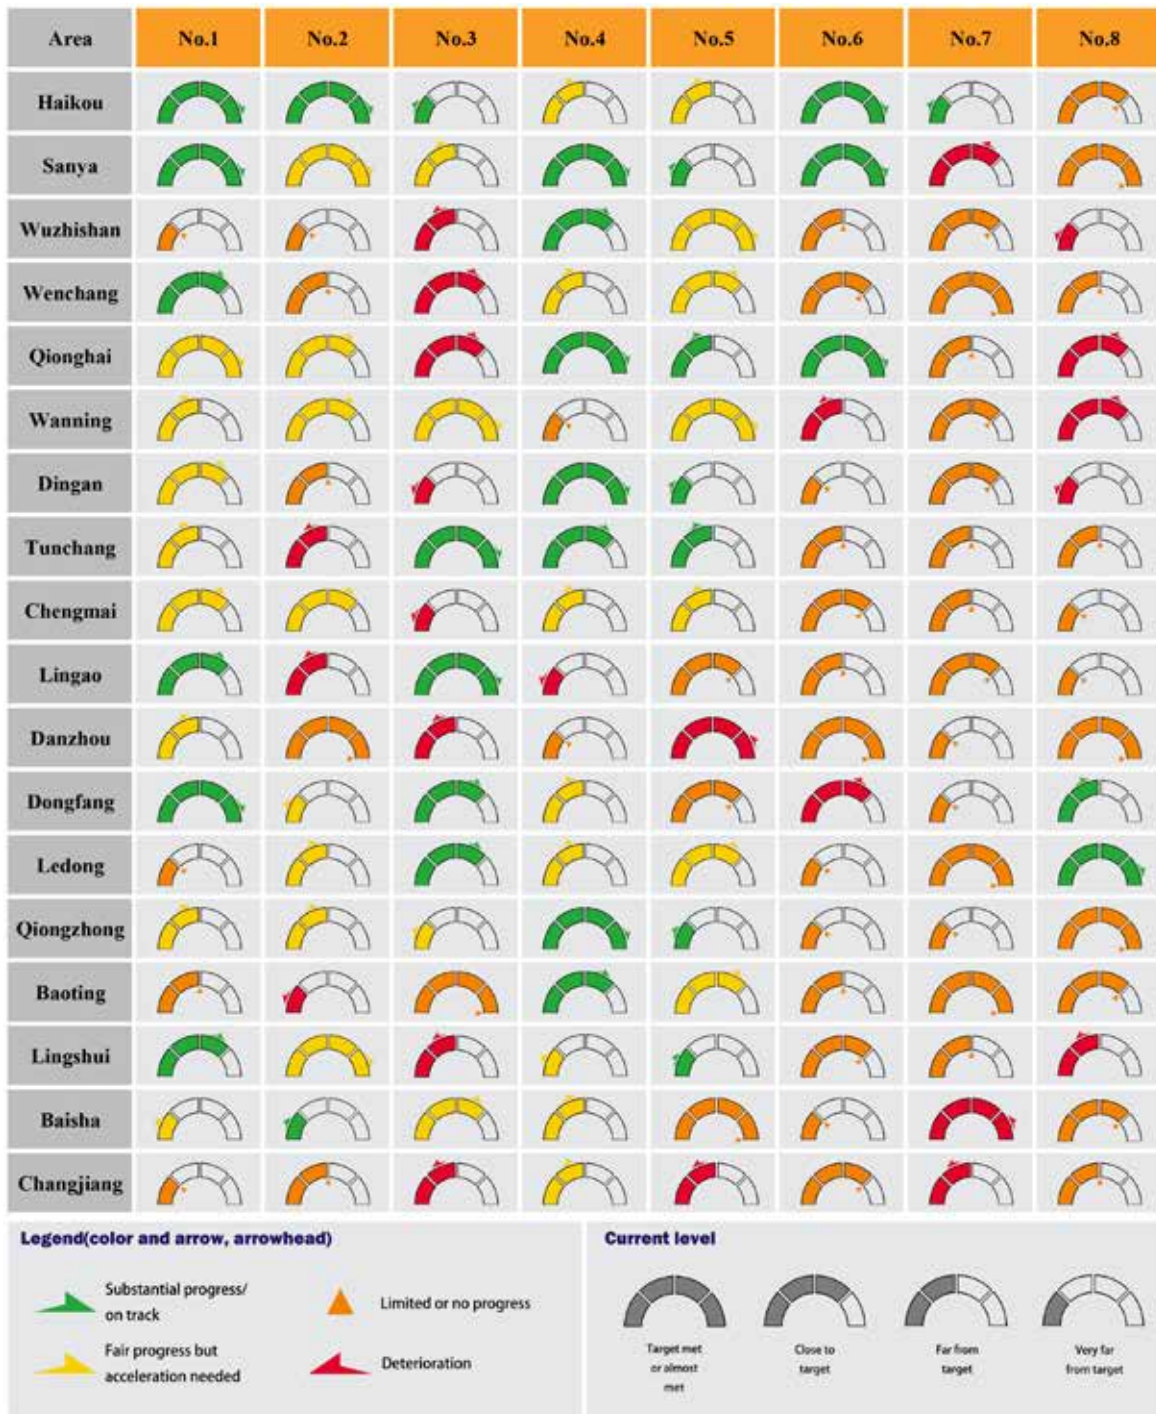 Area No.1 No.2 No.3 No.4 No.5 No.6 No.7 No.8
Haikou
Sanya
Wuzhishan
Wenchang
Qionghai
Wanning
Dingan
Tunchang
Chengmai
Lingao
Danzhou
Dongfang
Ledong
Qiongzhong
Baoting
Lingshui
Baisha
Changjiang
Legend(color and arrow, arrowhead)
Substantial progress/
on track
Limited or no progress
Fair progress but
acceleration needed
Deterioration
Current level
Target met
or almost
met
Close to
target
Far from
target
Very far
from target